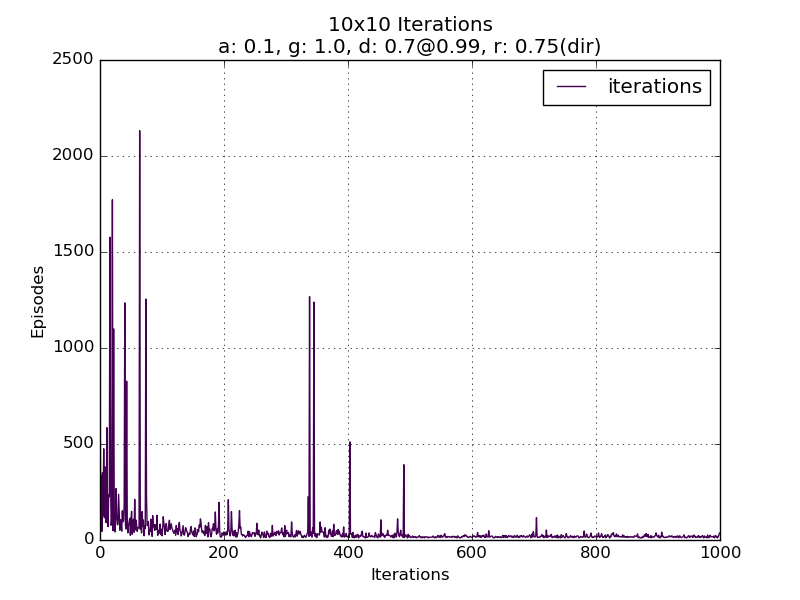 10x10 Iterations
a: 0.1, g: 1.0, d: 0.7@0.99, r: 0.75(dir)
2500
iterations
2000
1500
Episodes
1000
500
0
0 200 400 600 800 1000
Iterations